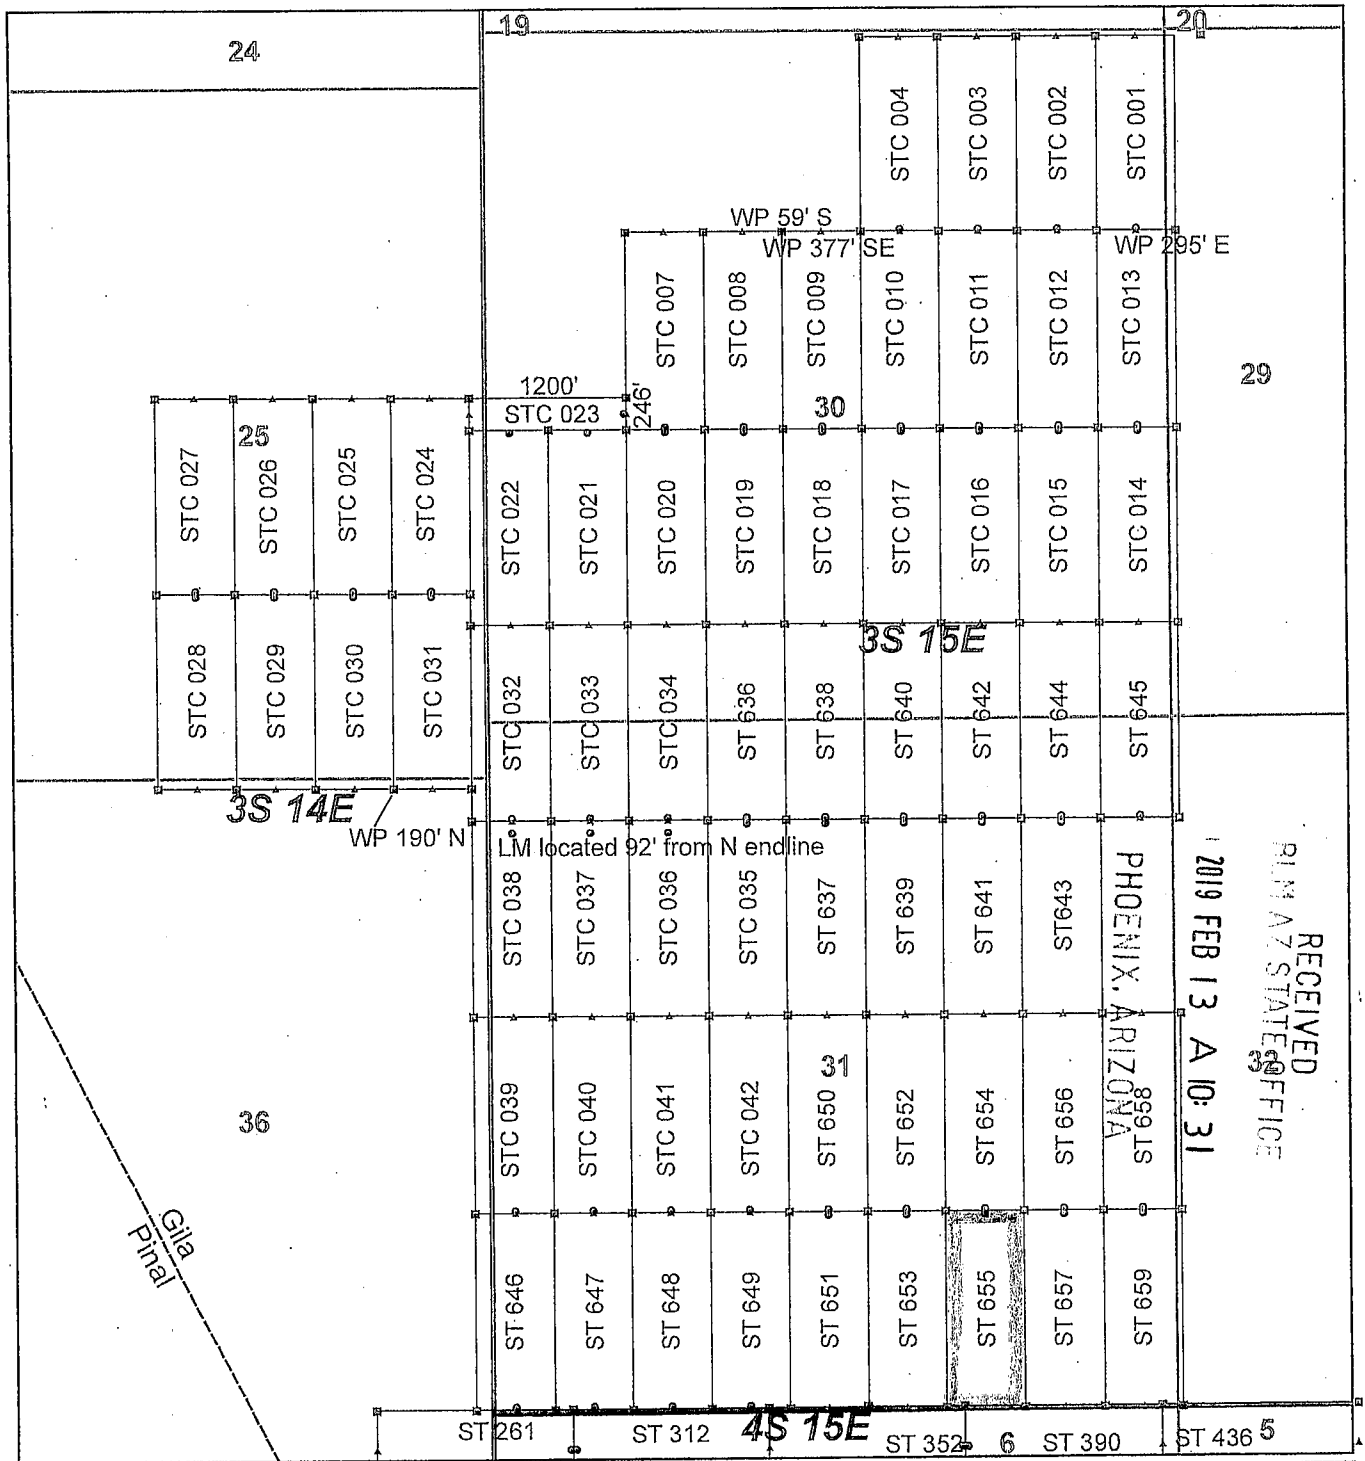 19
20
24
STC 004
STC 003
STC 002
STC 001
WP 59' S
WP 377' SE
WP 295' E
STC 007
STC 008
STC 009
STC 010
STC 011
STC 012
STC 013
29
1200'
246'
STC 023
30
25
STC 027
STC 026
STC 025
STC 024
STC 022
STC 021
STC 020
STC 019
STC 018
STC 017
STC 016
STC 015
STC 014
3S 15E
STC 028
STC 029
STC 030
STC 031
STC 032
STC 033
STC 034
ST 636
ST 638
ST 640
ST 642
ST 644
ST 645
3S 14E
WP 190' N
LM located 92' from N endline
STC 038
STC 037
STC 036
STC 035
ST 637
ST 639
ST 641
ST643
RECEIVED
BLM AZ STATE OFFICE
2019 FEB 13 A 10: 31
PHOENIX, ARIZONA
31
32
36
STC 039
STC 040
STC 041
STC 042
ST 650
ST 652
ST 654
ST 656
ST 658
Gila
Pinal
ST 646
ST 647
ST 648
ST 649
ST 651
ST 653
ST 655
ST 657
ST 659
4S 15E
ST 261
ST 312
ST 352
6
ST 390
ST 436
5